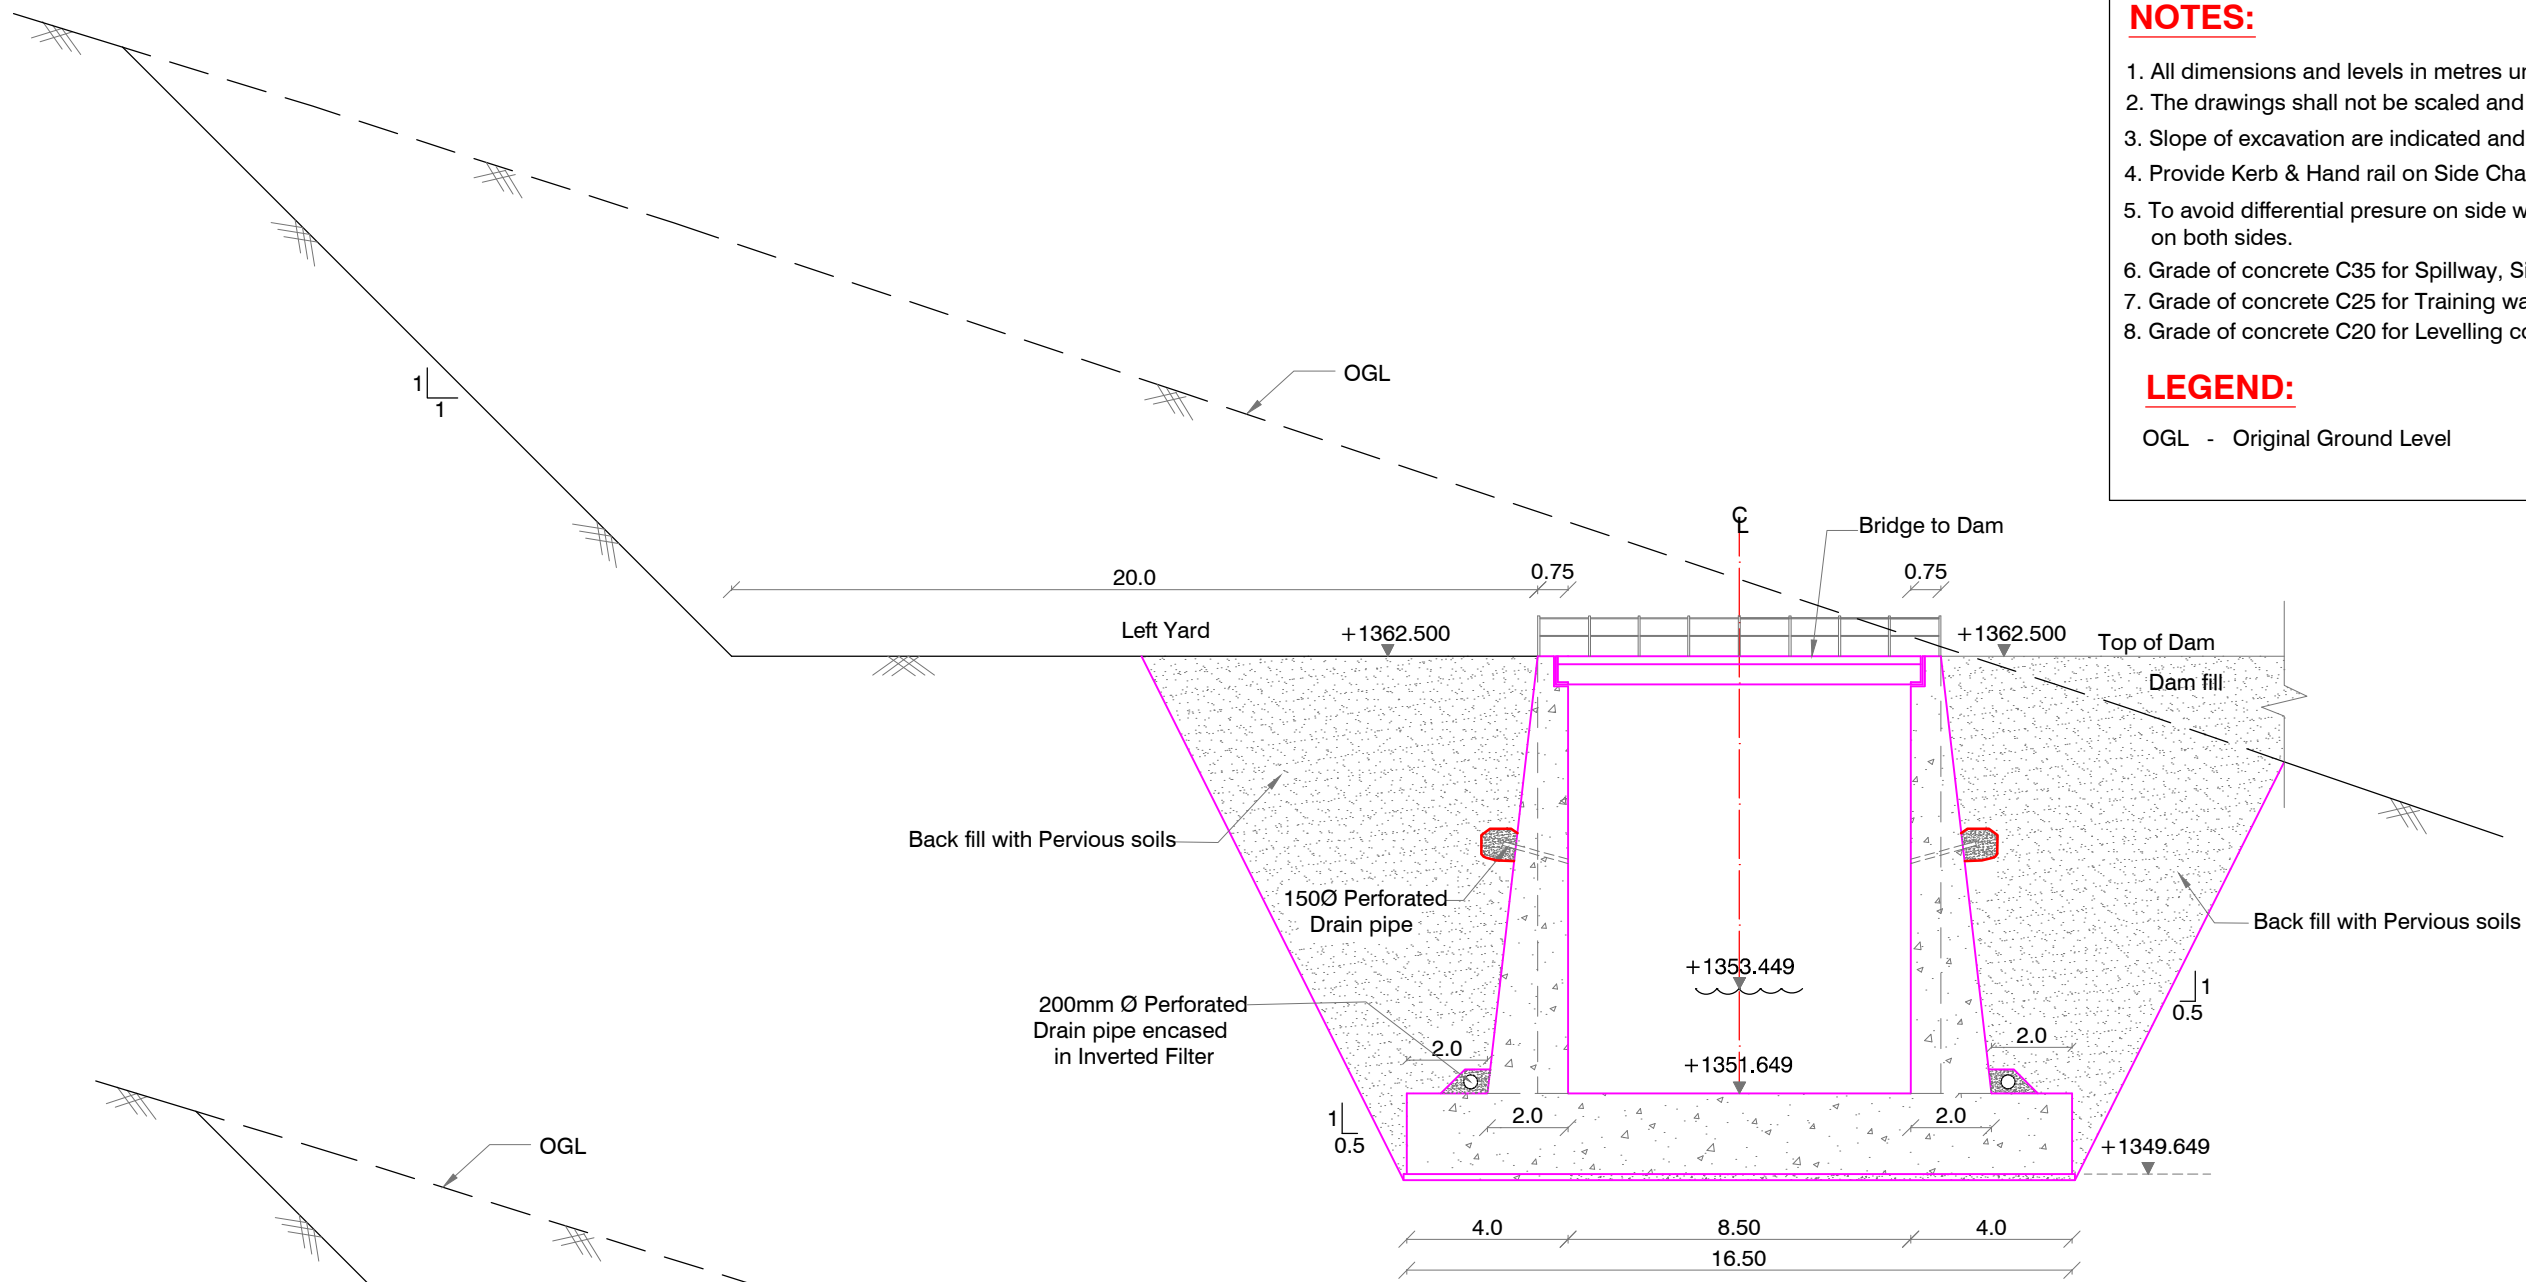 NOTES:
1. All dimensions and levels in metres
2. The drawings shall not be scaled and
3. Slope of excavation are indicated and
4. Provide Kerb & Hand rail on Side
5. To avoid differential presure on side
on both sides.
6. Grade of concrete C35 for Spillway,
7. Grade of concrete C25 for Training
8. Grade of concrete C20 for Levelling
LEGEND:
OGL - Original Ground Level
OGL
1
1
CL
Bridge to Dam
20.0
0.75
0.75
Left Yard
+1362.500
+1362.500
Top of Dam
Dam fill
Back fill with Pervious soils
150Ø Perforated
Drain pipe
Back fill with Pervious soils
+1353.449
200mm Ø Perforated
Drain pipe encased
in Inverted Filter
1
0.5
2.0
2.0
+1351.649
1
0.5
2.0
2.0
+1349.649
OGL
4.0
8.50
4.0
16.50